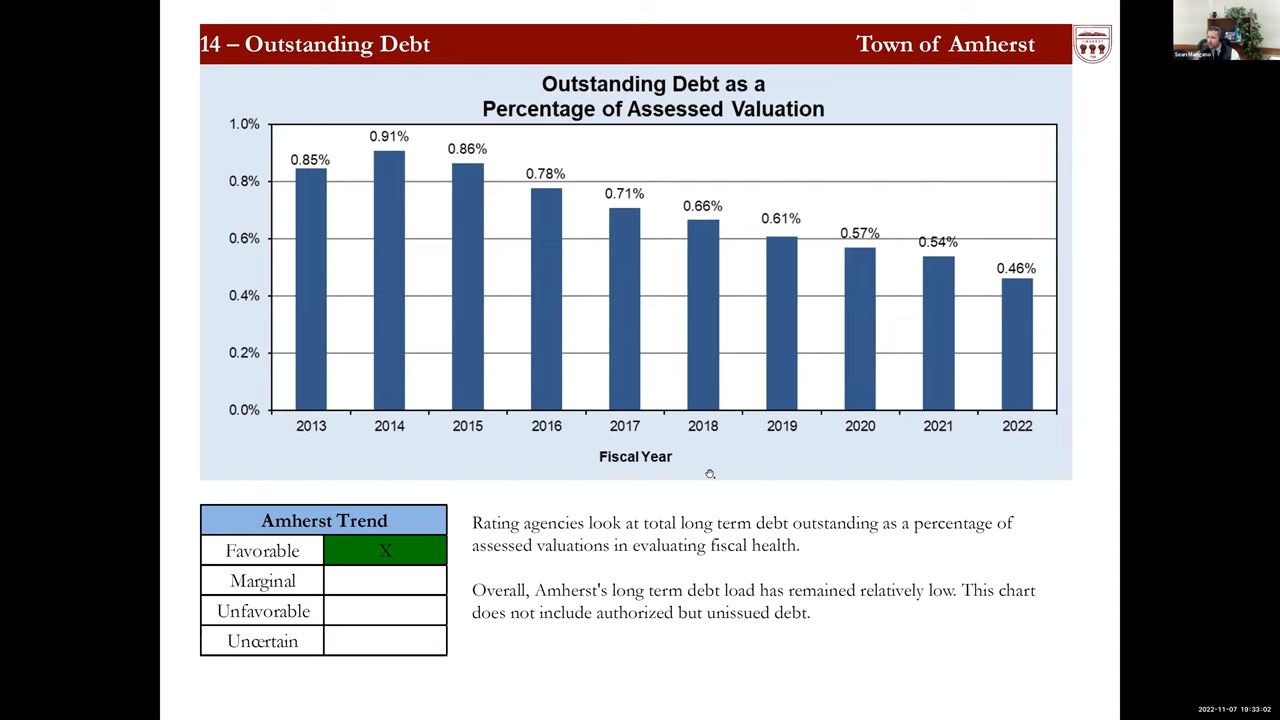 14 – Outstanding Debt
Town of Amherst
AMHERST
Sean Mangano
Outstanding Debt as a
Percentage of Assessed Valuation
1.0%
0.8%
0.6%
0.4%
0.2%
0.0%
0.85%
0.91%
0.86%
0.78%
0.71%
0.66%
0.61%
0.57%
0.54%
0.46%
2013
2014
2015
2016
2017
2018
2019
2020
2021
2022
Fiscal Year
Amherst Trend
Favorable
X
Marginal
Unfavorable
Uncertain
Rating agencies look at total long term debt outstanding as a percentage of
assessed valuations in evaluating fiscal health.
Overall, Amherst's long term debt load has remained relatively low. This chart
does not include authorized but unissued debt.
2022-11-07 19:33:02